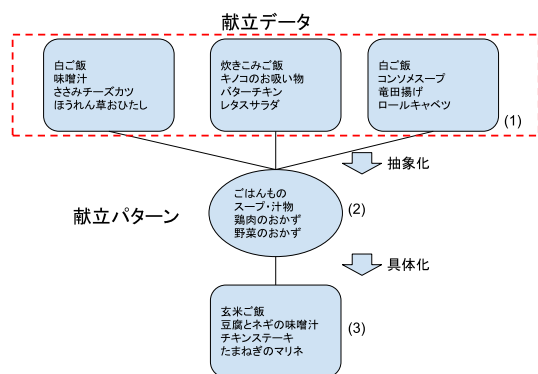 献立データ
白ご飯
味噌汁
ささみチーズカツ
ほうれん草おひたし
炊きこみご飯
キノコのお吸い物
バターチキン
レタスサラダ
白ご飯
コンソメスープ
竜田揚げ
ロールキャベツ
(1)
抽象化
献立パターン
ごはんもの
スープ・汁物
鶏肉のおかず
野菜のおかず
(2)
具体化
玄米ご飯
豆腐とネギの味噌汁
チキンステーキ
たまねぎのマリネ
(3)